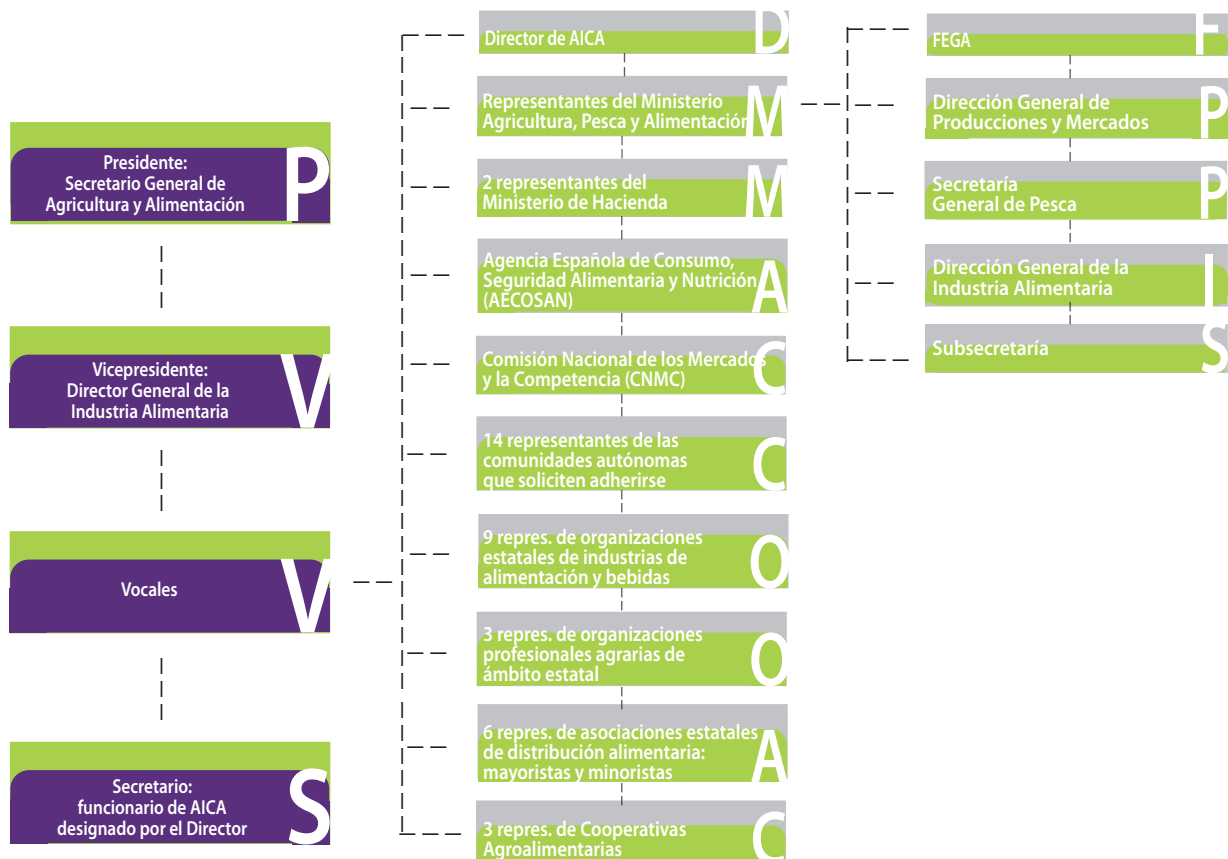 Presidente:
Secretario General de
Agricultura y Alimentación
P
Vicepresidente:
Director General de la
Industria Alimentaria
V
Vocales
V
Secretario:
funcionario de AICA
designado por el Director
S
Director de AICA
D
Representantes del Ministerio
Agricultura, Pesca y Alimentación
M
2 representantes del
Ministerio de Hacienda
M
Agencia Española de Consumo,
Seguridad Alimentaria y Nutrición
(AECOSAN)
A
Comisión Nacional de los Mercados
y la Competencia (CNMC)
C
14 representantes de las
comunidades autónomas
que soliciten adherirse
C
9 repres. de organizaciones
estatales de industrias de
alimentación y bebidas
O
3 repres. de organizaciones
profesionales agrarias de
ámbito estatal
O
6 repres. de asociaciones estatales
de distribución alimentaria:
mayoristas y minoristas
A
3 repres. de Cooperativas
Agroalimentarias
C
FEGA
F
Dirección General de
Producciones y Mercados
P
Secretaría
General de Pesca
P
Dirección General de la
Industria Alimentaria
I
Subsecretaría
S